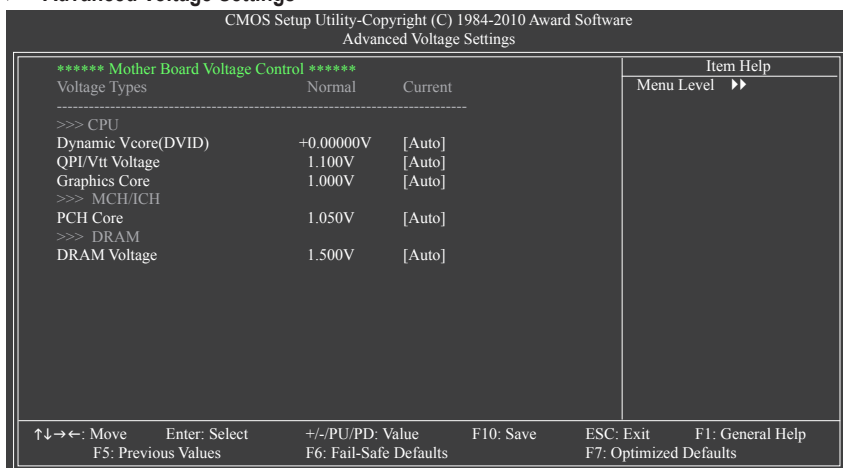 Advanced Voltage Settings
CMOS Setup Utility-Copyright (C) 1984-2010 Award Software
Advanced Voltage Settings
****** Mother Board Voltage Control ****** Item Help
Voltage Types Normal Current Menu Level ▶▶
-----------------------------------------------------------------------------
>>> CPU
Dynamic Vcore(DVID) +0.00000V [Auto]
QPI/Vtt Voltage 1.100V [Auto]
Graphics Core 1.000V [Auto]
>>> MCH/ICH
PCH Core 1.050V [Auto]
>>> DRAM
DRAM Voltage 1.500V [Auto]
↑↓→←: Move Enter: Select +/-/PU/PD: Value F10: Save ESC: Exit F1: General Help
F5: Previous Values F6: Fail-Safe Defaults F7: Optimized Defaults